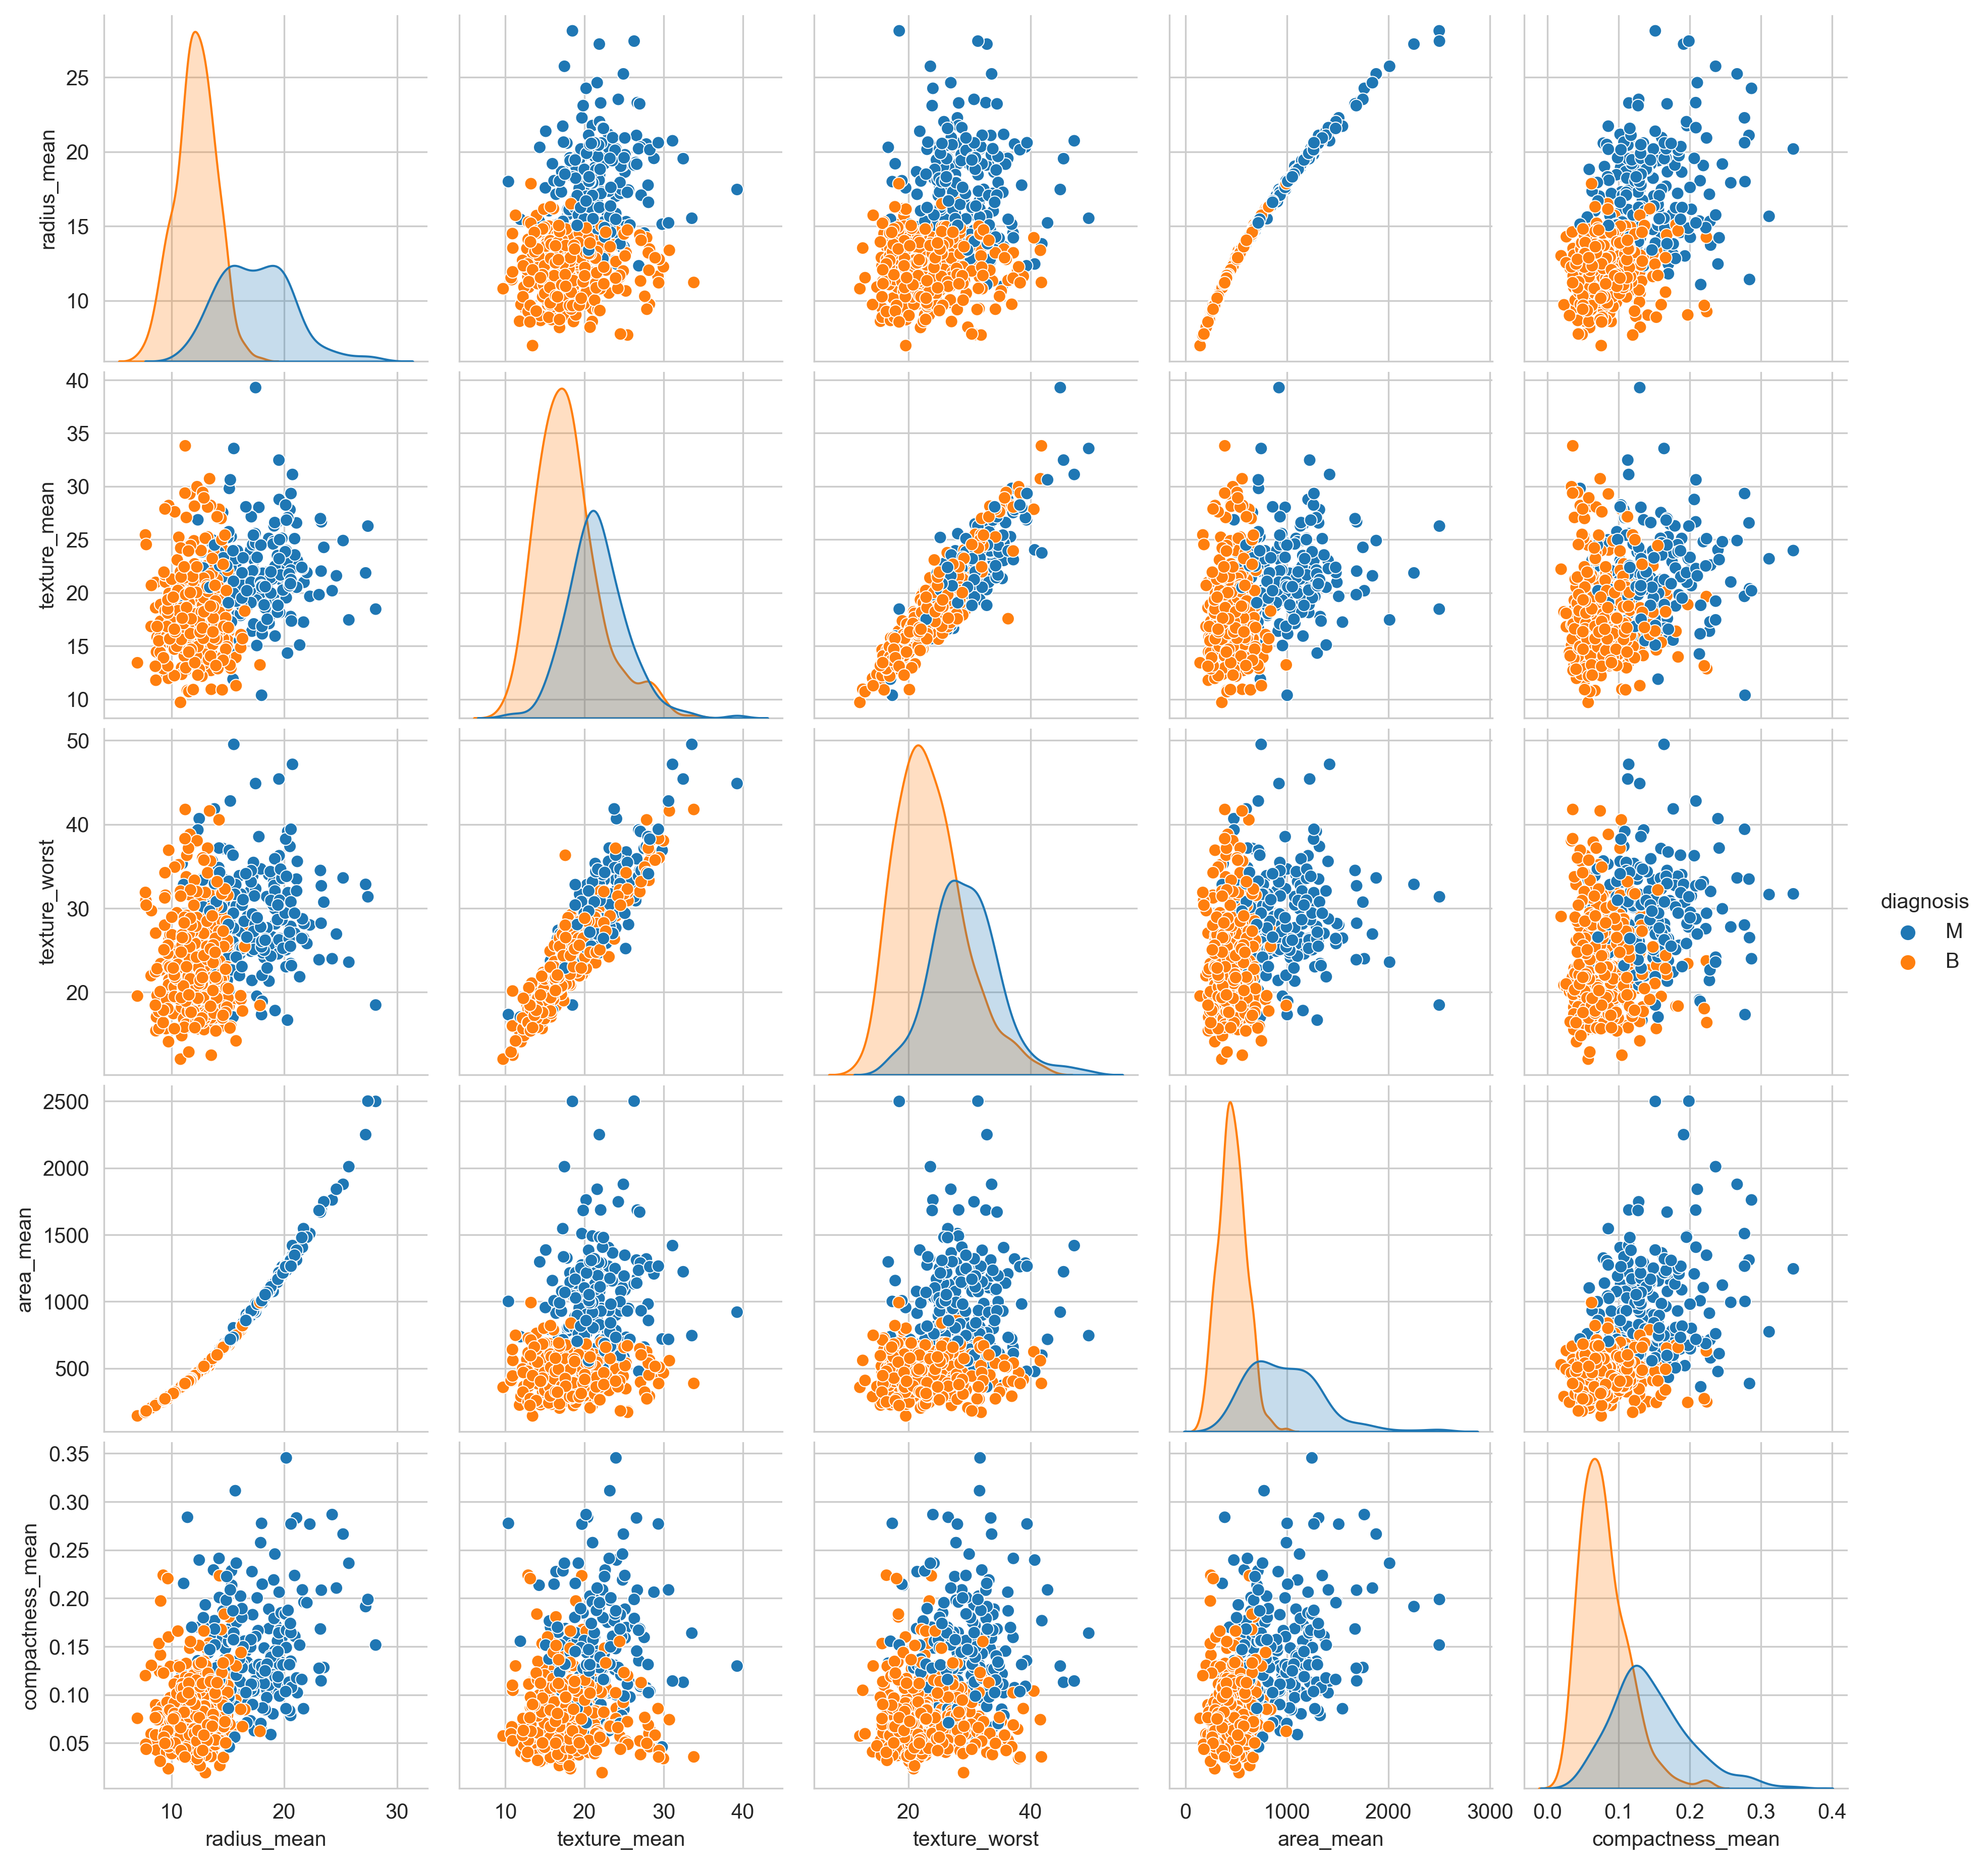 25
20
15
10
radius_mean
40
35
30
25
20
15
10
texture_mean
50
40
30
20
texture_worst
diagnosis
M
B
2500
2000
1500
1000
500
area_mean
0.35
0.30
0.25
0.20
0.15
0.10
0.05
compactness_mean
10 20 30
radius_mean
10 20 30 40
texture_mean
20 40
texture_worst
0 1000 2000 3000
area_mean
0.0 0.1 0.2 0.3 0.4
compactness_mean